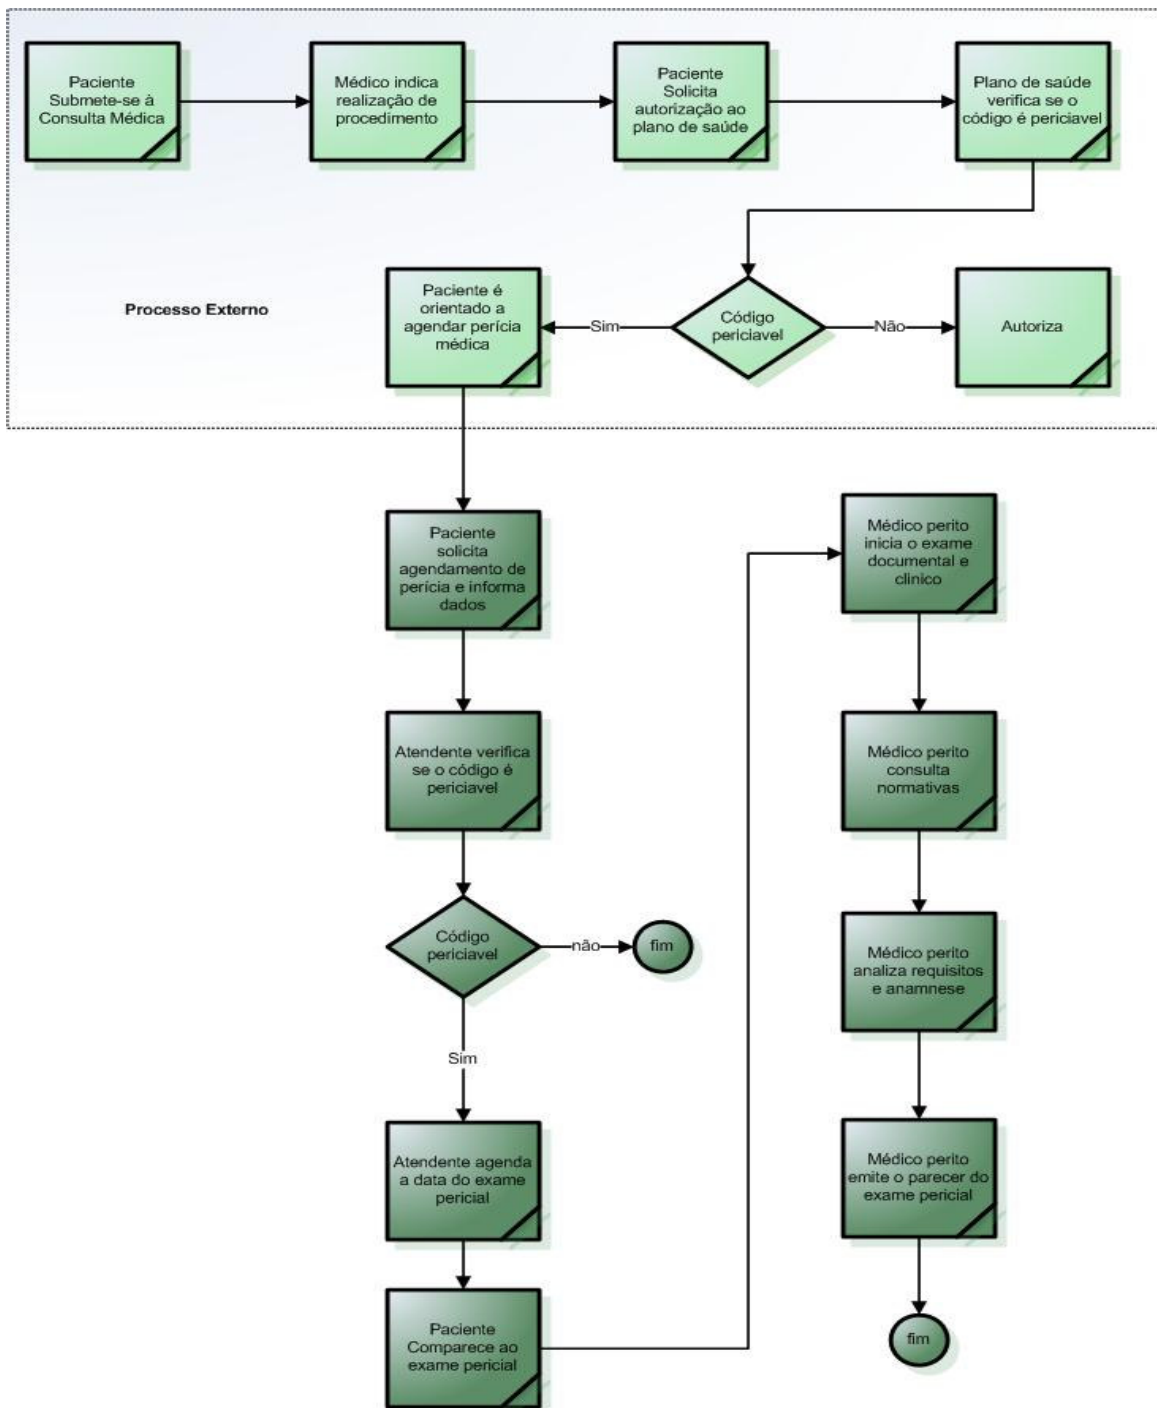 Paciente
Submete-se à
Consulta Médica
Médico indica
realização de
procedimento
Paciente
Solicita
autorização ao
plano de saúde
Plano de saúde
verifica se o
código é periciavel
Processo Externo
Paciente é
orientado a
agendar perícia
médica
Sim
Código
periciavel
Não
Autoriza
Paciente
solicita
agendamento de
perícia e informa
dados
Atendente verifica
se o código é
periciavel
Código
periciavel
não
fim
Sim
Atendente agenda
a data do exame
pericial
Paciente
Comparece ao
exame pericial
Médico perito
inicia o exame
documental e
clinico
Médico perito
consulta
normativas
Médico perito
analiza requisitos
e anamnese
Médico perito
emite o parecer do
exame pericial
fim